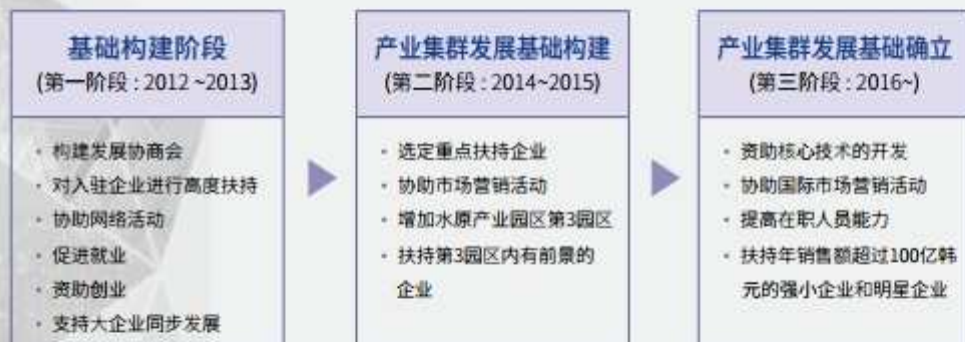 基础构建阶段
(第一阶段 : 2012 ~2013)
· 构建发展协商会
· 对入驻企业进行高度扶持
· 协助网络活动
· 促进就业
· 资助创业
· 支持大企业同步发展
产业集群发展基础构建
(第二阶段 : 2014~2015)
· 选定重点扶持企业
· 协助市场营销活动
· 增加水原产业园区第3园区
· 扶持第3园区内有前景的
企业
产业集群发展基础确立
(第三阶段 : 2016~)
· 资助核心技术的开发
· 协助国际市场营销活动
· 提高在职人员能力
· 扶持年销售额超过100亿韩
元的强小企业和明星企业